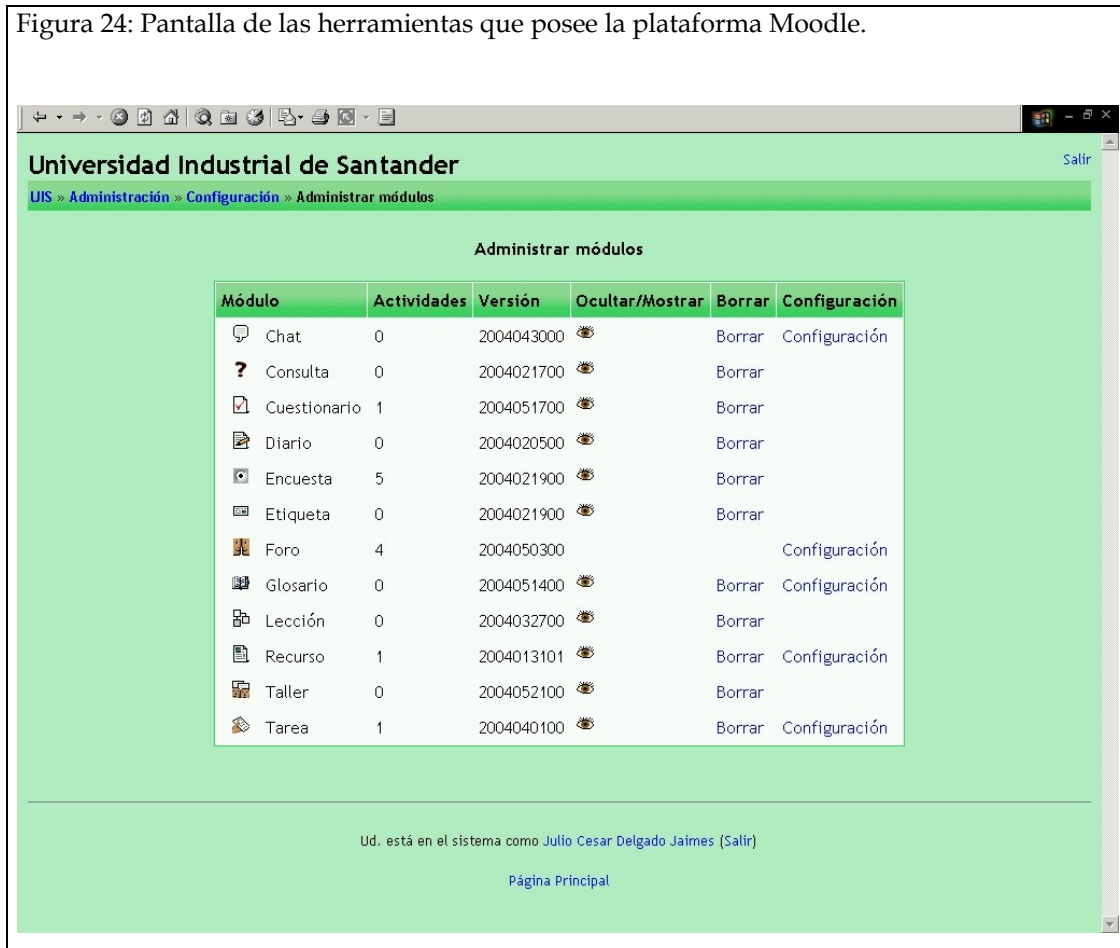 Figura 24: Pantalla de las herramientas que posee la plataforma Moodle.
Universidad Industrial de Santander
Salir
UIS » Administración » Configuración » Administrar módulos
Administrar módulos
Módulo Actividades Versión Ocultar/Mostrar Borrar Configuración
Chat 0 2004043000 Borrar Configuración
? Consulta 0 2004021700 Borrar
Cuestionario 1 2004051700 Borrar
Diario 0 2004020500 Borrar
Encuesta 5 2004021900 Borrar
Etiqueta 0 2004021900 Borrar
Foro 4 2004050300 Configuración
Glosario 0 2004051400 Borrar Configuración
Lección 0 2004032700 Borrar
Recurso 1 2004013101 Borrar Configuración
Taller 0 2004052100 Borrar
Tarea 1 2004040100 Borrar Configuración
Ud. está en el sistema como Julio Cesar Delgado Jaimes (Salir)
Página Principal